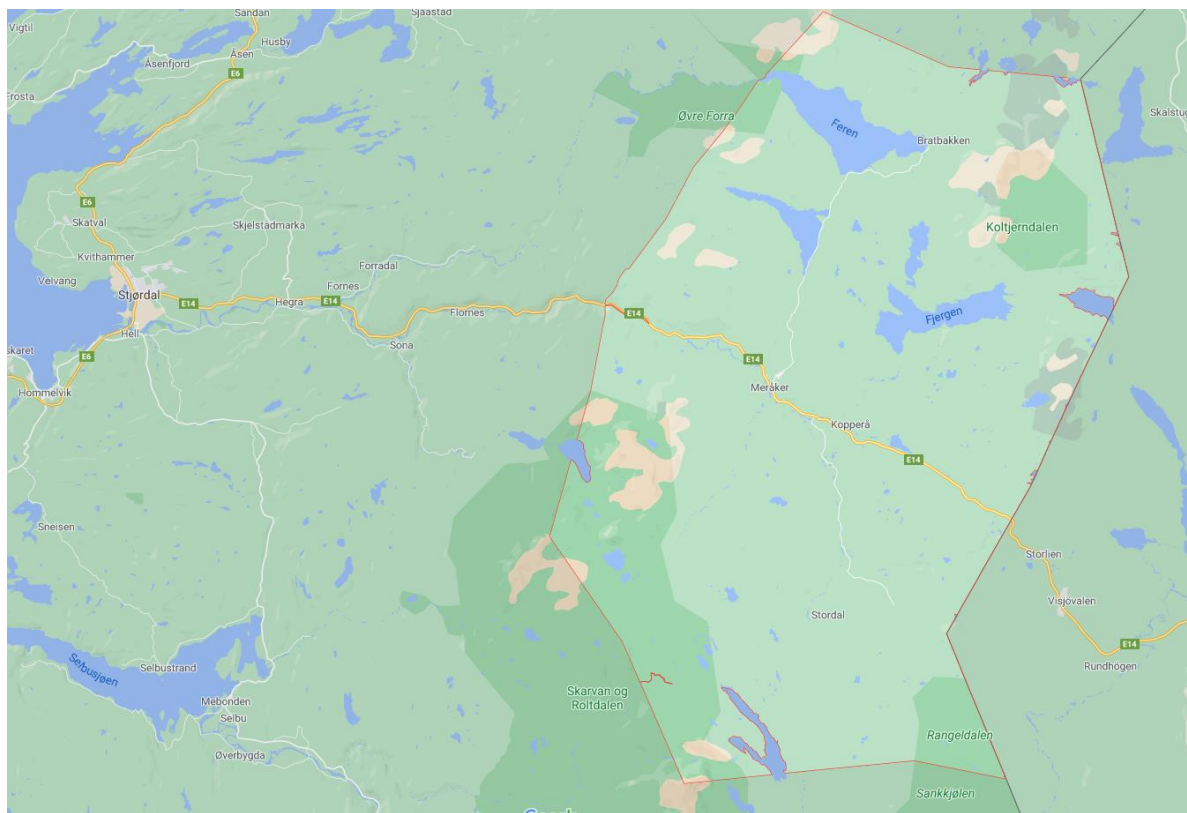 Sandan
Sjaastad
Vigtil
Husby
Åsen
Åsenfjord
E6
Frosta
Skalstug
Øvre Forra
Feren
Bratbakken
E6
Skatval
Skjelstadmarka
Koltjerndalen
Kvithammer
Forradal
Velvang
Stjørdal
Fornes
E14
Hegra
E14
Flornes
E14
Fjergen
Hell
Sona
skaret
E6
E14
Hommelvik
Meråker
Kopperå
E14
Sneisen
Storlien
Visjövalen
Stordal
E14
Selbusjøen
Selbustrand
Rundhögen
Mebonden
Skarvan og
Roltdalen
Selbu
Øverbygda
Rangeldalen
Sankkjølen